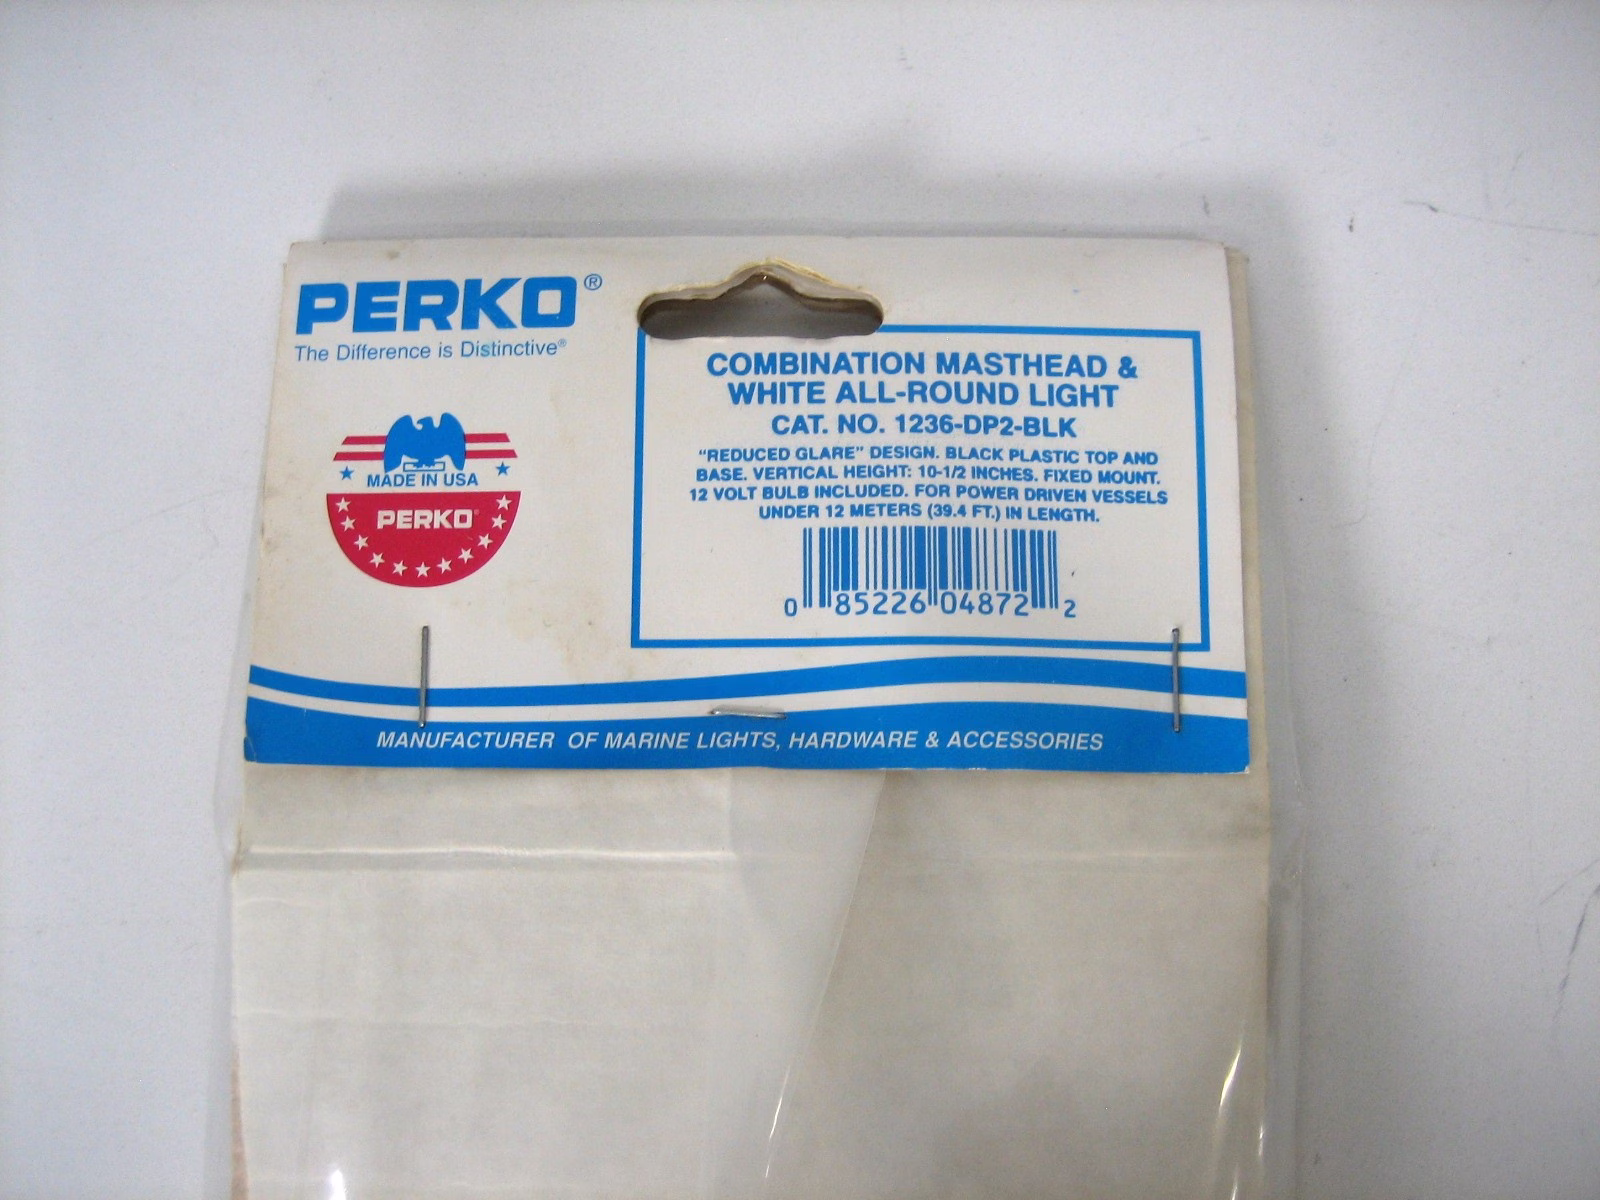 PERKO®
The Difference is Distinctive®
MADE IN USA
PERKO®
COMBINATION MASTHEAD &
WHITE ALL-ROUND LIGHT
CAT. NO. 1236-DP2-BLK
"REDUCED GLARE" DESIGN. BLACK PLASTIC TOP AND
BASE. VERTICAL HEIGHT: 10-1/2 INCHES. FIXED MOUNT.
12 VOLT BULB INCLUDED. FOR POWER DRIVEN VESSELS
UNDER 12 METERS (39.4 FT.) IN LENGTH.
0 85226 04872 2
MANUFACTURER OF MARINE LIGHTS, HARDWARE & ACCESSORIES